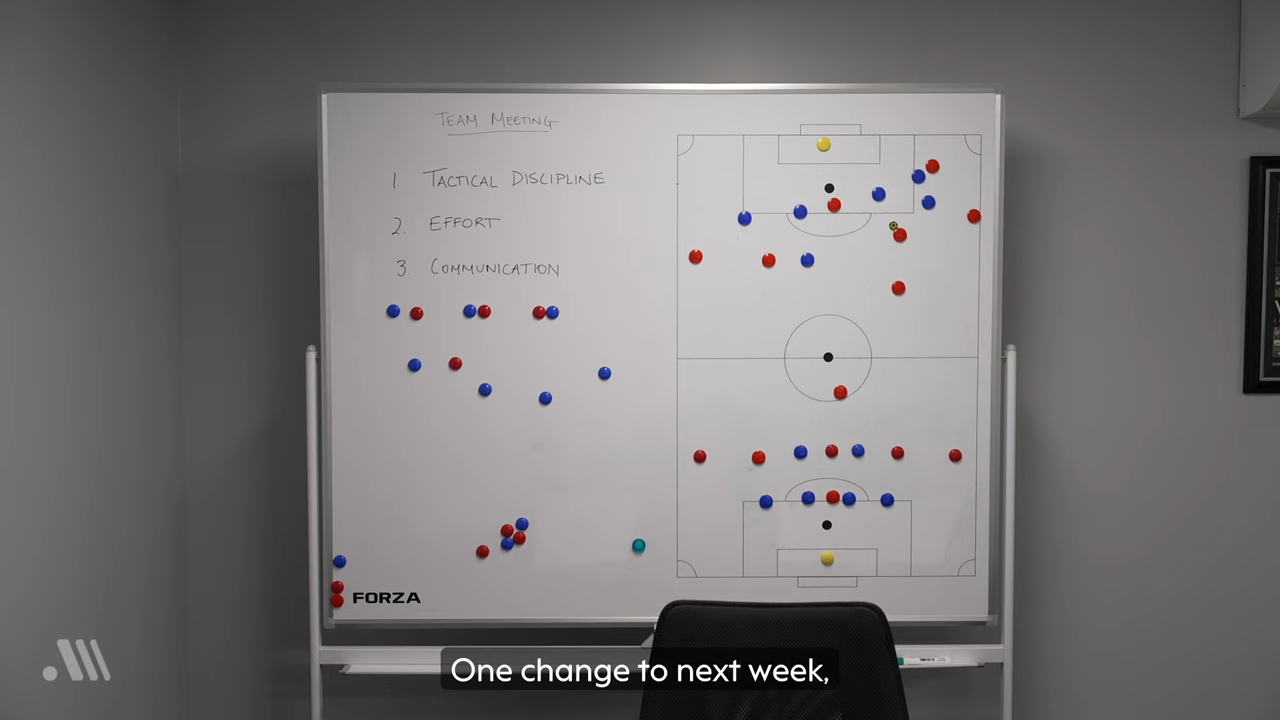 TEAM MEETING
1. TACTICAL DISCIPLINE
2. EFFORT
3. COMMUNICATION
FORZA
One change to next week,